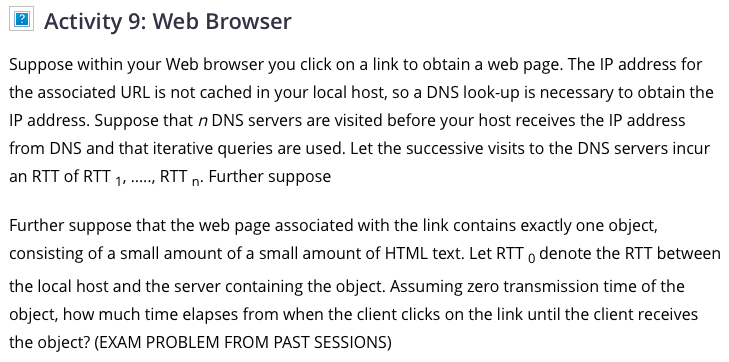 Activity 9: Web Browser
Suppose within your Web browser you click on a link to obtain a web page. The IP address for
the associated URL is not cached in your local host, so a DNS look-up is necessary to obtain the
IP address. Suppose that n DNS servers are visited before your host receives the IP address
from DNS and that iterative queries are used. Let the successive visits to the DNS servers incur
an RTT of RTT 1, ....., RTT n. Further suppose
Further suppose that the web page associated with the link contains exactly one object,
consisting of a small amount of a small amount of HTML text. Let RTT 0 denote the RTT between
the local host and the server containing the object. Assuming zero transmission time of the
object, how much time elapses from when the client clicks on the link until the client receives
the object? (EXAM PROBLEM FROM PAST SESSIONS)